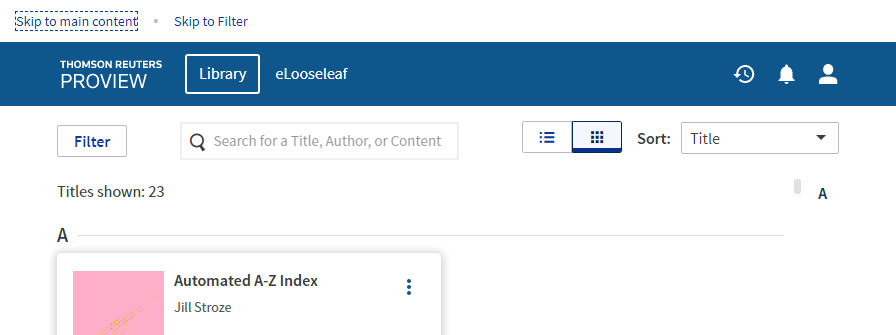 Skip to main content • Skip to Filter
THOMSON REUTERS
PROVIEW
Library
eLooseleaf
Filter
Search for a Title, Author, or Content
Sort:
Title
Titles shown: 23
A
A
Automated A-Z Index
Jill Stroze